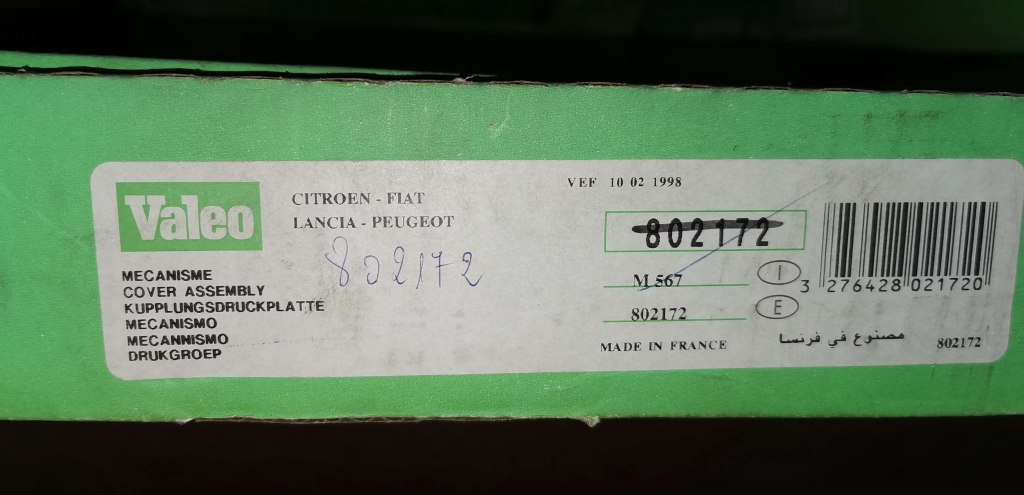 Valeo
CITROEN - FIAT
LANCIA - PEUGEOT
802172
MECANISME
COVER ASSEMBLY
KUPPLUNGSDRUCKPLATTE
MECANISMO
MECANNISMO
DRUKGROEP
VEF 10 02 1998
802172
M 567 I
802172 E
3 276428 021720
MADE IN FRANCE
مصنوع في فرنسا
802172